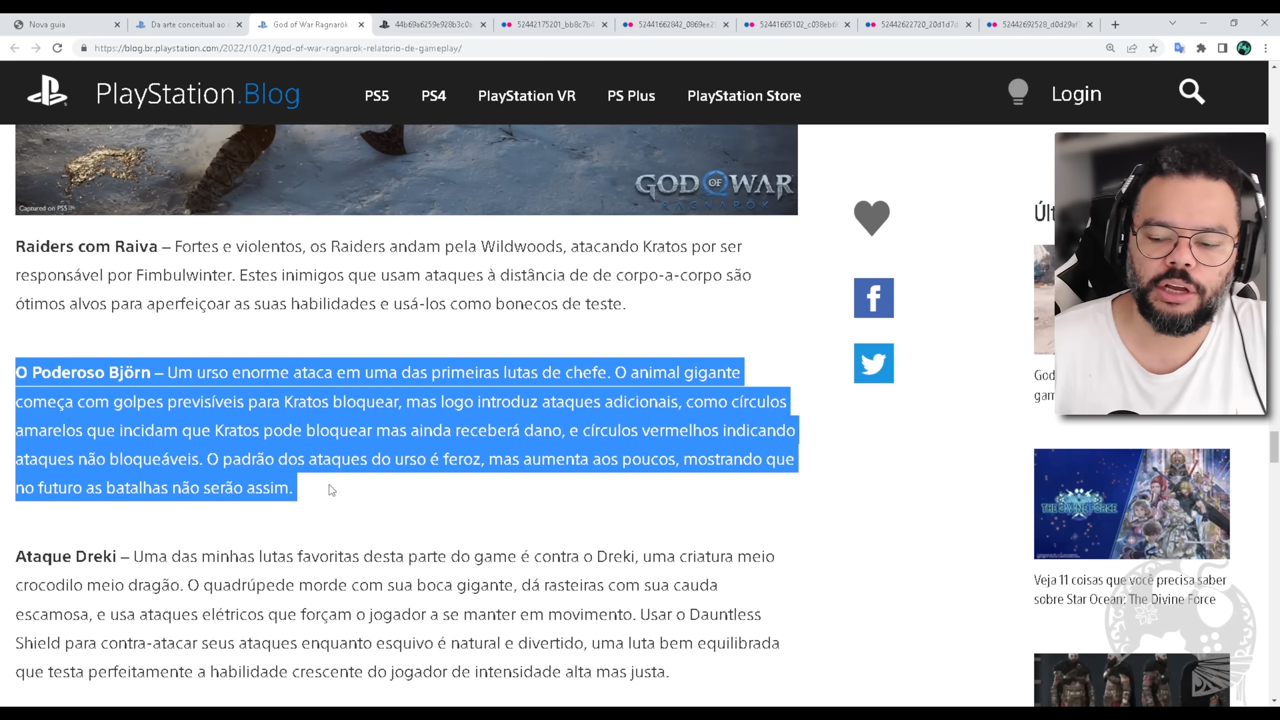 Nova guia
Da arte conceitual ao
God of War Ragnarök
44b69a6259e928b3c0a
52442175201_bb8c7b4
52441662842_0869ee2
52441665102_c038eb6
52442622720_20d1d7
52442692528_d0d29a
https://blog.br.playstation.com/2022/10/21/god-of-war-ragnarok-relatorio-de-gameplay/
PlayStation.Blog
PS5 PS4 PlayStation VR PS Plus PlayStation Store
Login
Captured on PS5
GOD OF WAR
RAGNARÖK
Raiders com Raiva – Fortes e violentos, os Raiders andam pela Wildwoods, atacando Kratos por ser
responsável por Fimbulwinter. Estes inimigos que usam ataques à distância de de corpo-a-corpo são
ótimos alvos para aperfeiçoar as suas habilidades e usá-los como bonecos de teste.
O Poderoso Björn – Um urso enorme ataca em uma das primeiras lutas de chefe. O animal gigante
começa com golpes previsíveis para Kratos bloquear, mas logo introduz ataques adicionais, como círculos
amarelos que incidam que Kratos pode bloquear mas ainda receberá dano, e círculos vermelhos indicando
ataques não bloqueáveis. O padrão dos ataques do urso é feroz, mas aumenta aos poucos, mostrando que
no futuro as batalhas não serão assim.
Ataque Dreki – Uma das minhas lutas favoritas desta parte do game é contra o Dreki, uma criatura meio
crocodilo meio dragão. O quadrúpede morde com sua boca gigante, dá rasteiras com sua cauda
escamosa, e usa ataques elétricos que forçam o jogador a se manter em movimento. Usar o Dauntless
Shield para contra-atacar seus ataques enquanto esquivo é natural e divertido, uma luta bem equilibrada
que testa perfeitamente a habilidade crescente do jogador de intensidade alta mas justa.
Últ
God
gam
STAR OCEAN
THE DIVINE FORCE
Veja 11 coisas que você precisa saber
sobre Star Ocean: The Divine Force